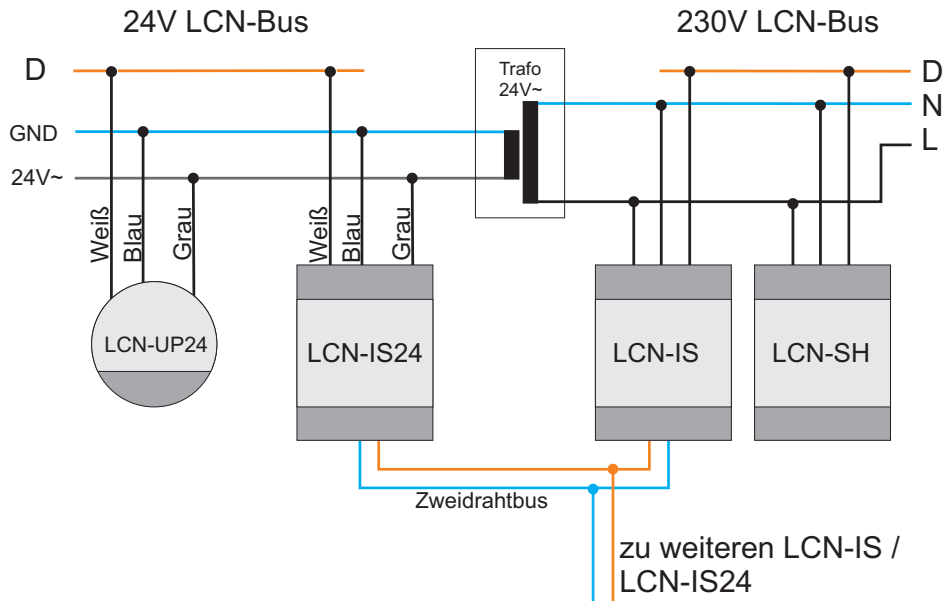 24V LCN-Bus
230V LCN-Bus
D
Trafo
24V~
D
N
GND
L
24V~
Weiß
Blau
Grau
Weiß
Blau
Grau
LCN-UP24
LCN-IS24
LCN-IS
LCN-SH
Zweidrahtbus
zu weiteren LCN-IS /
LCN-IS24